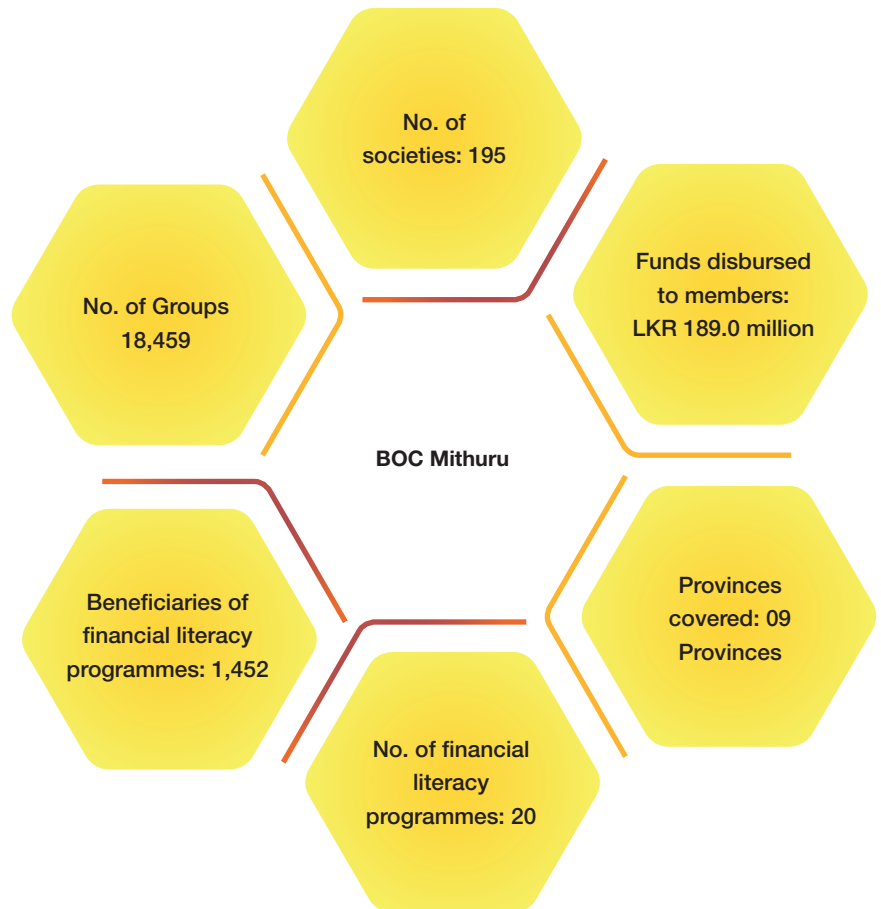 No. of
societies: 195
Funds disbursed
to members:
LKR 189.0 million
No. of Groups
18,459
BOC Mithuru
Provinces
covered: 09
Provinces
Beneficiaries of
financial literacy
programmes: 1,452
No. of financial
literacy
programmes: 20